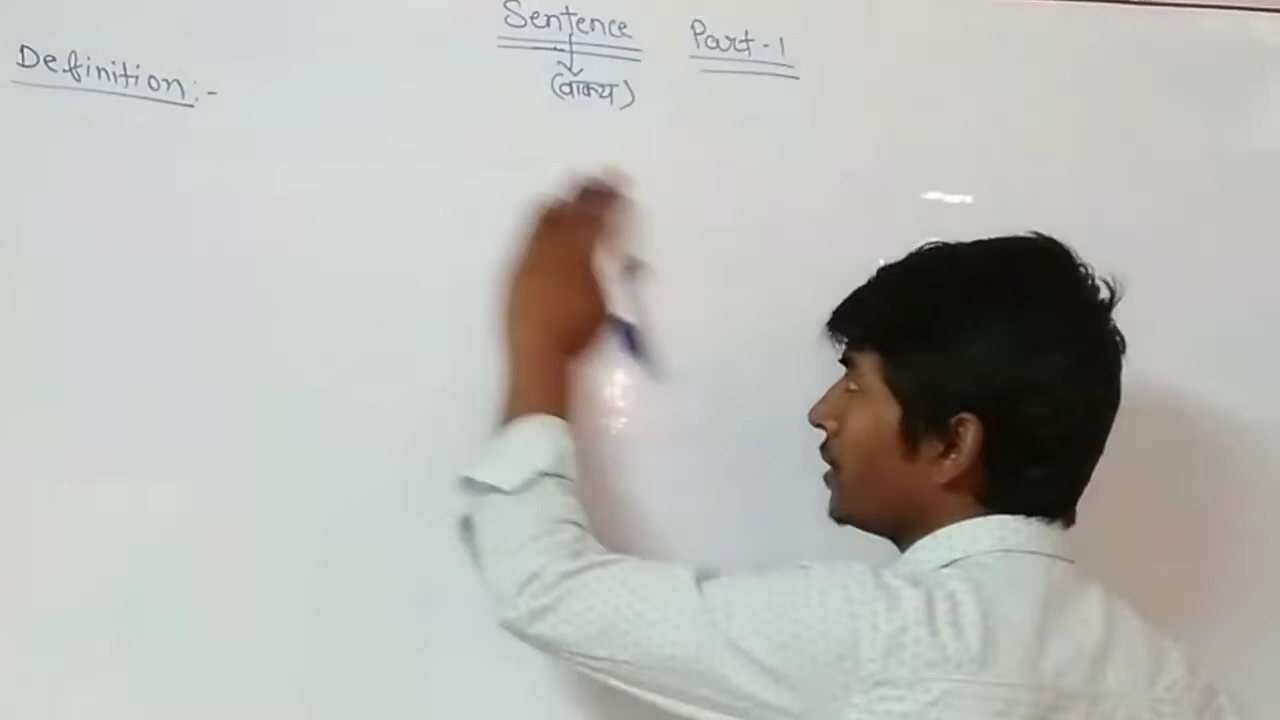 Sentence Part-1
(वाक्य)
Definition:-